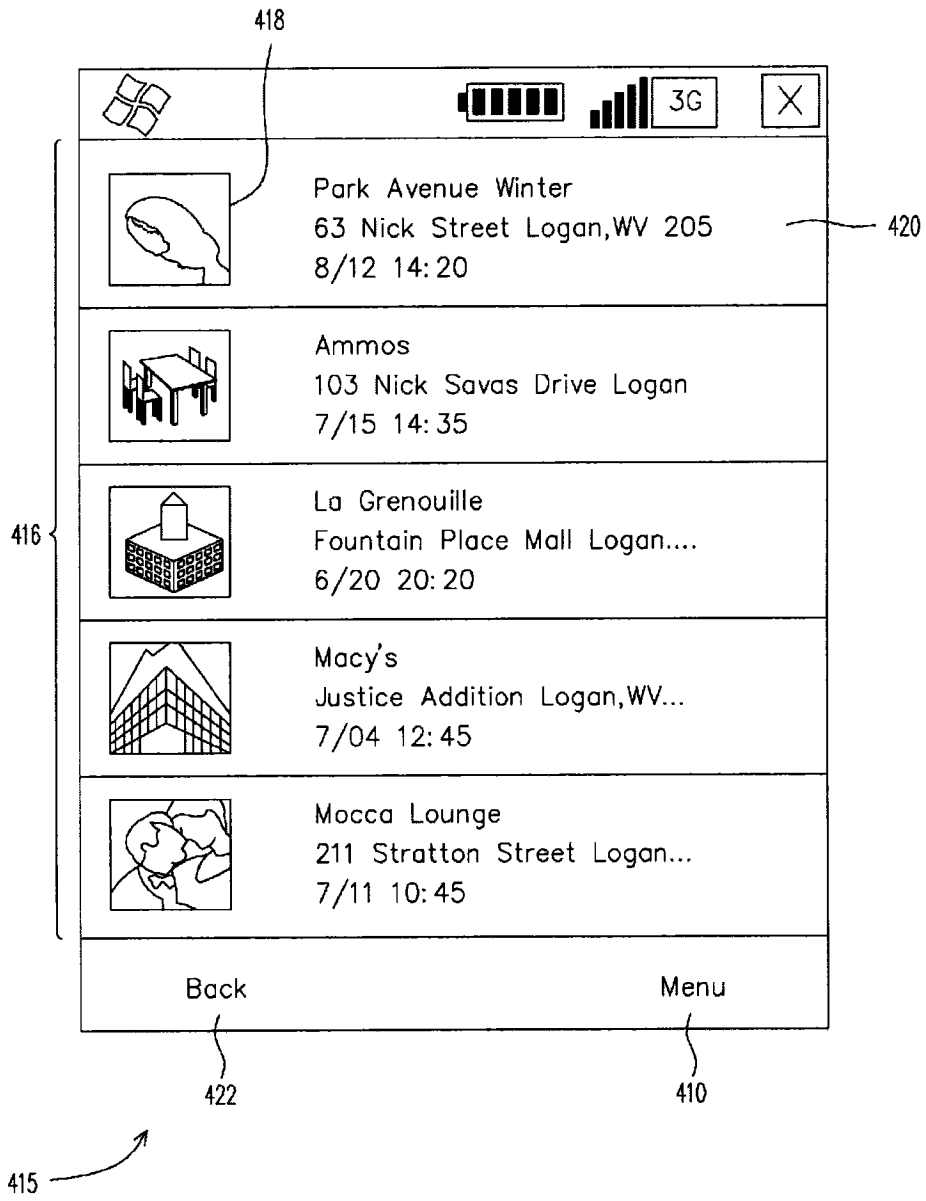 418
3G X
Park Avenue Winter
63 Nick Street Logan,WV 205
8/12 14:20
420
Ammos
103 Nick Savas Drive Logan
7/15 14:35
416
La Grenouille
Fountain Place Mall Logan....
6/20 20:20
Macy's
Justice Addition Logan,WV...
7/04 12:45
Mocca Lounge
211 Stratton Street Logan...
7/11 10:45
Back Menu
422 410
415